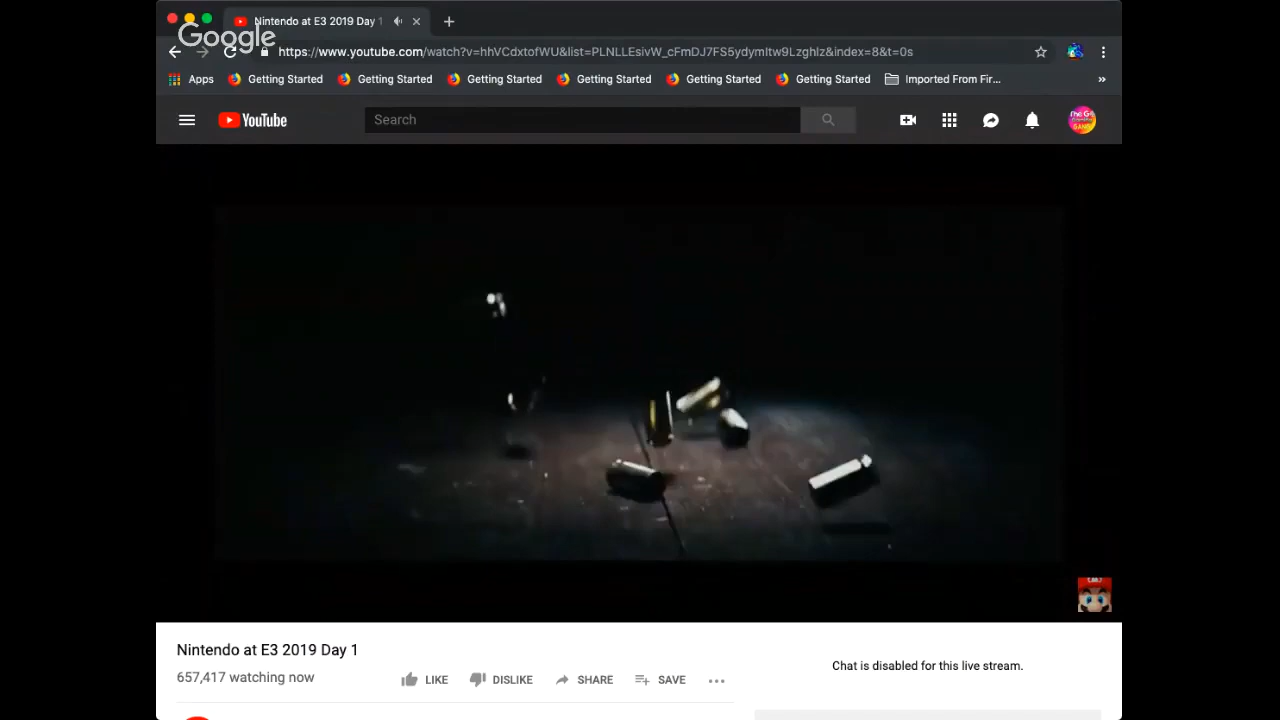 Nintendo at E3 2019 Day 1
Google
https://www.youtube.com/watch?v=hhVCdxtofWU&list=PLNLLEsivW_cFmDJ7FS5ydymItw9Lzghlz&index=8&t=0s
Apps Getting Started Getting Started Getting Started Getting Started Getting Started Getting Started Imported From Fir... »
YouTube
Search
Nintendo at E3 2019 Day 1
657,417 watching now
LIKE DISLIKE SHARE SAVE ...
Chat is disabled for this live stream.